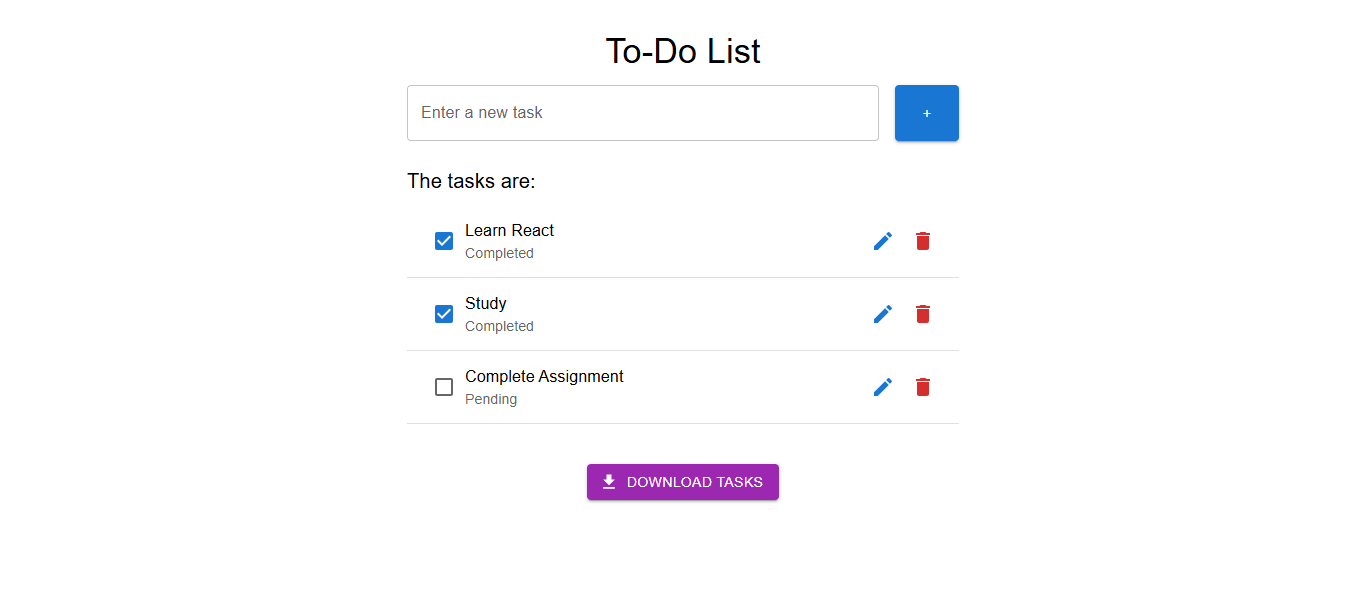 To-Do List
Enter a new task
+
The tasks are:
Learn React
Completed
Study
Completed
Complete Assignment
Pending
DOWNLOAD TASKS